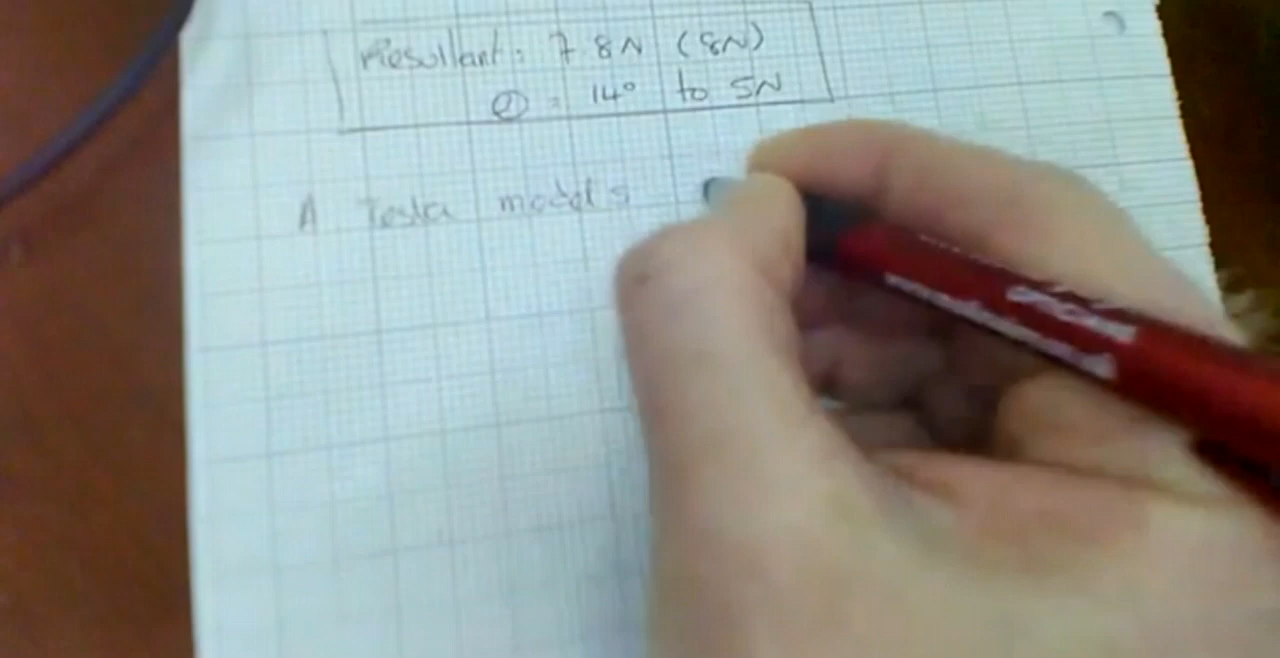 Resultant: 7.8N (8N)
θ = 14° to 5N
A Tesla model s